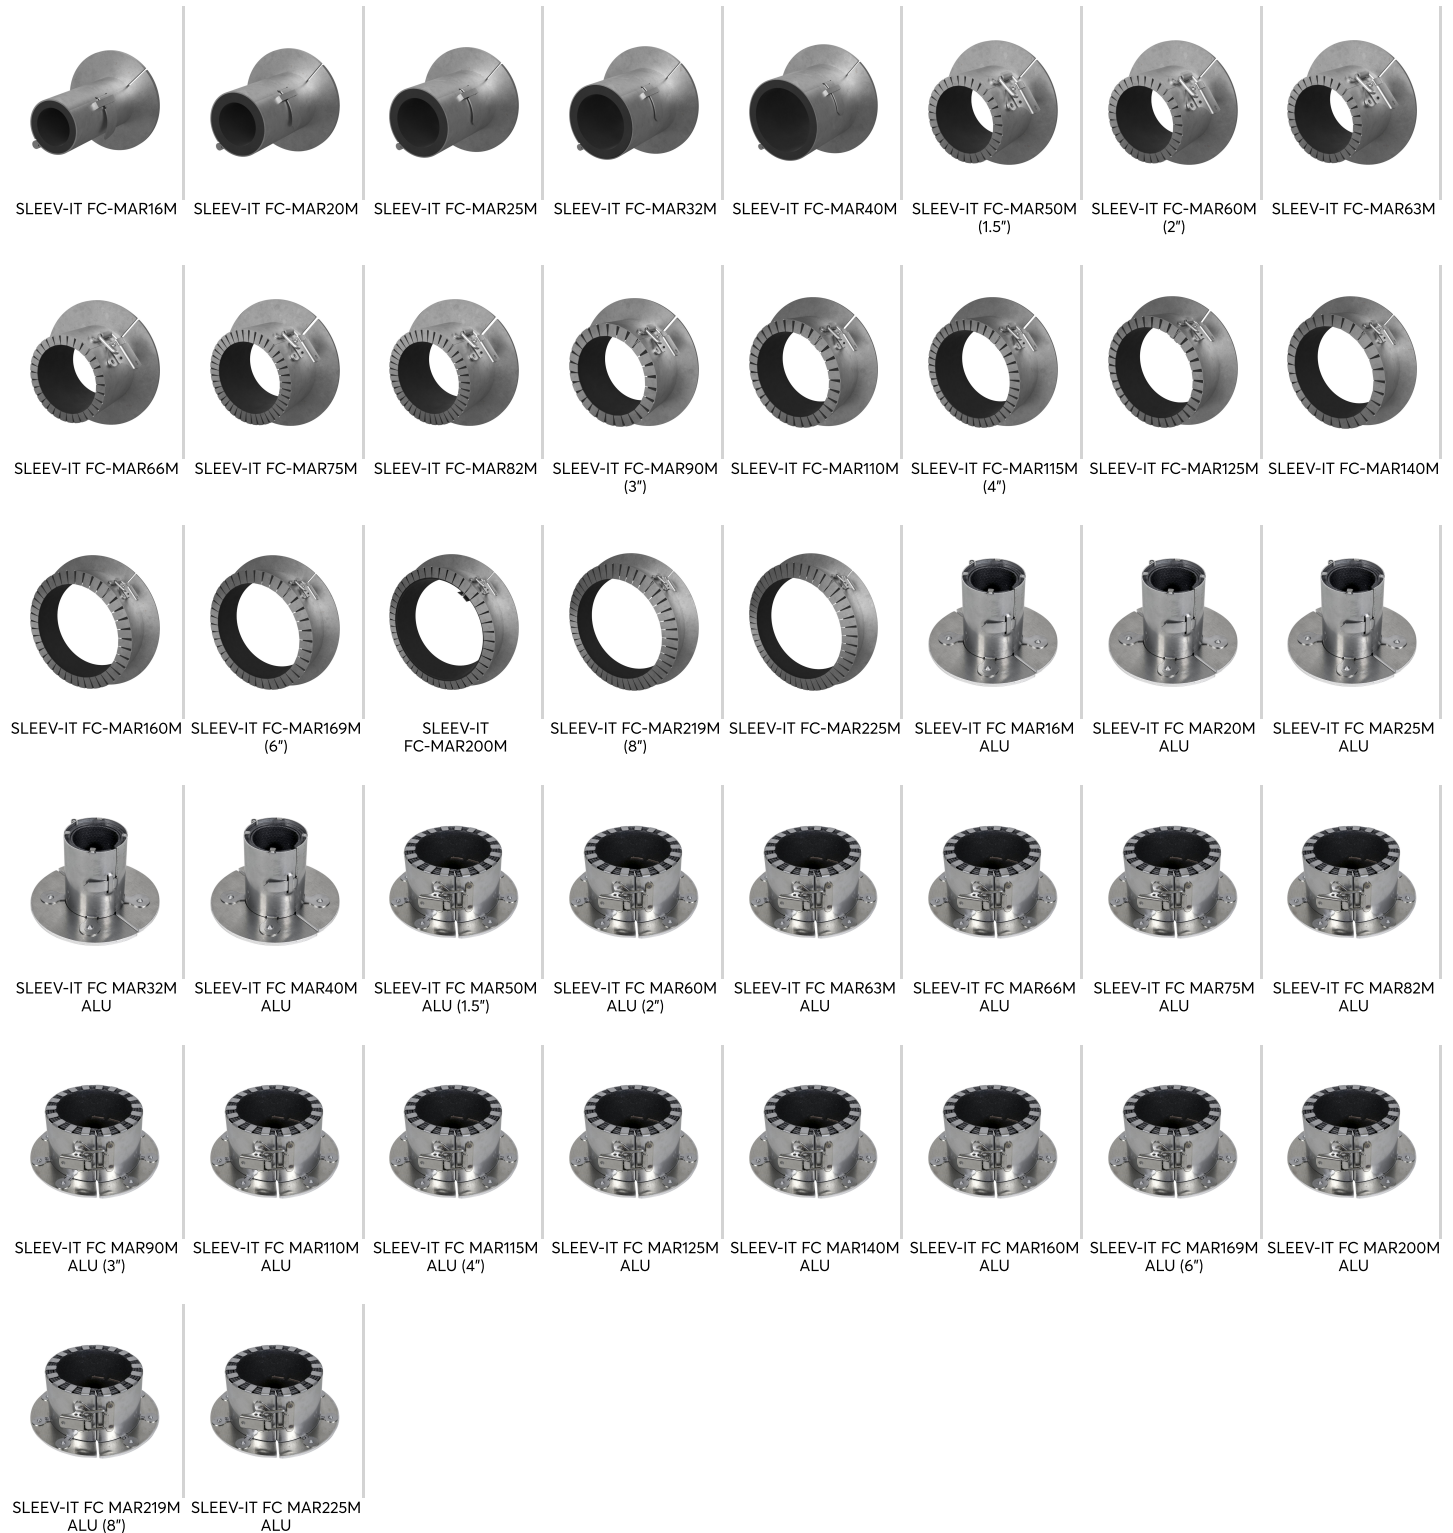 SLEEV-IT FC-MAR16M
SLEEV-IT FC-MAR20M
SLEEV-IT FC-MAR25M
SLEEV-IT FC-MAR32M
SLEEV-IT FC-MAR40M
SLEEV-IT FC-MAR50M
(1.5")
SLEEV-IT FC-MAR60M
(2")
SLEEV-IT FC-MAR63M
SLEEV-IT FC-MAR66M
SLEEV-IT FC-MAR75M
SLEEV-IT FC-MAR82M
SLEEV-IT FC-MAR90M
(3")
SLEEV-IT FC-MAR110M
SLEEV-IT FC-MAR115M
(4")
SLEEV-IT FC-MAR125M
SLEEV-IT FC-MAR140M
SLEEV-IT FC-MAR160M
SLEEV-IT FC-MAR169M
(6")
SLEEV-IT
FC-MAR200M
SLEEV-IT FC-MAR219M
(8")
SLEEV-IT FC-MAR225M
SLEEV-IT FC MAR16M
ALU
SLEEV-IT FC MAR20M
ALU
SLEEV-IT FC MAR25M
ALU
SLEEV-IT FC MAR32M
ALU
SLEEV-IT FC MAR40M
ALU
SLEEV-IT FC MAR50M
ALU (1.5")
SLEEV-IT FC MAR60M
ALU (2")
SLEEV-IT FC MAR63M
ALU
SLEEV-IT FC MAR66M
ALU
SLEEV-IT FC MAR75M
ALU
SLEEV-IT FC MAR82M
ALU
SLEEV-IT FC MAR90M
ALU (3")
SLEEV-IT FC MAR110M
ALU
SLEEV-IT FC MAR115M
ALU (4")
SLEEV-IT FC MAR125M
ALU
SLEEV-IT FC MAR140M
ALU
SLEEV-IT FC MAR160M
ALU
SLEEV-IT FC MAR169M
ALU (6")
SLEEV-IT FC MAR200M
ALU
SLEEV-IT FC MAR219M
ALU (8")
SLEEV-IT FC MAR225M
ALU